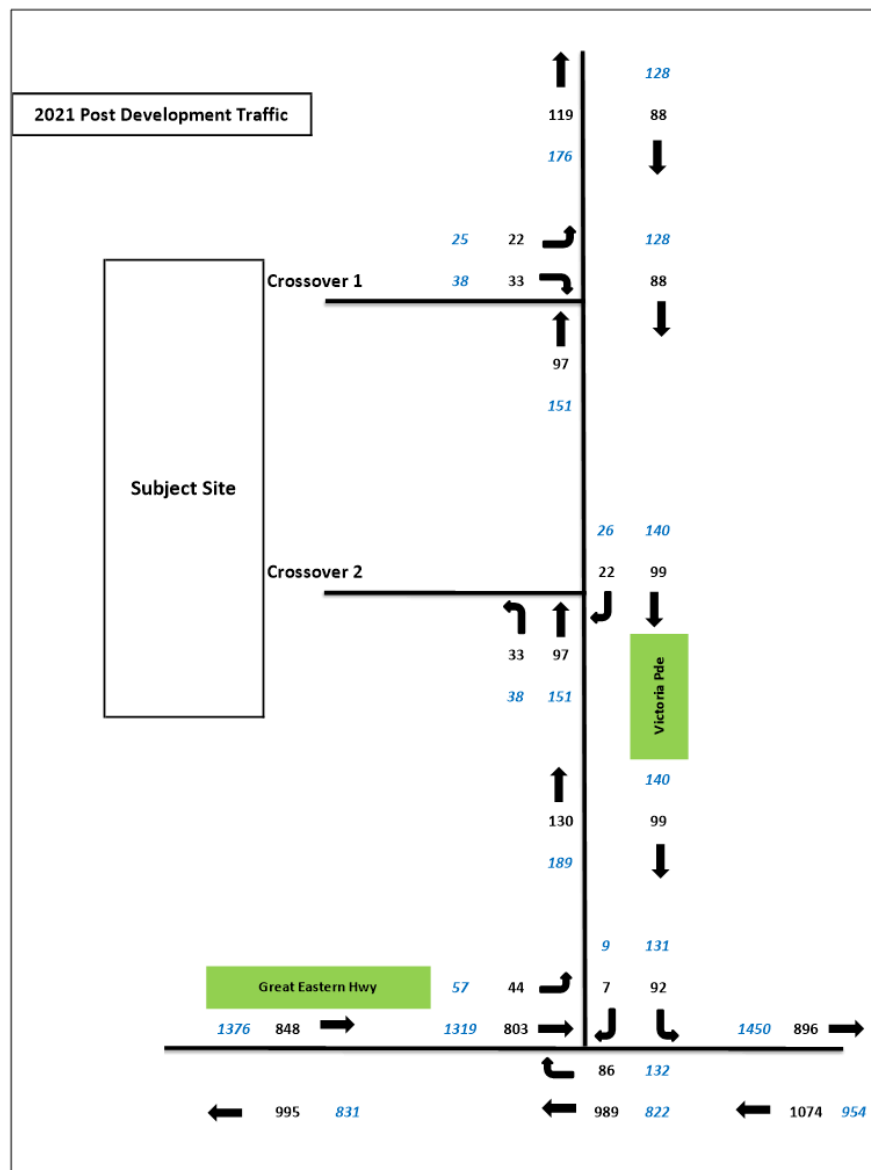 128
2021 Post Development Traffic 119 88
176
25 22 128
Crossover 1 38 33 88
97
151
Subject Site
26 140
Crossover 2 22 99
33 97
38 151
Victoria Pde
140
130 99
189
9 131
Great Eastern Hwy 57 44 7 92
1376 848 1319 803 1450 896
86 132
995 831 989 822 1074 954